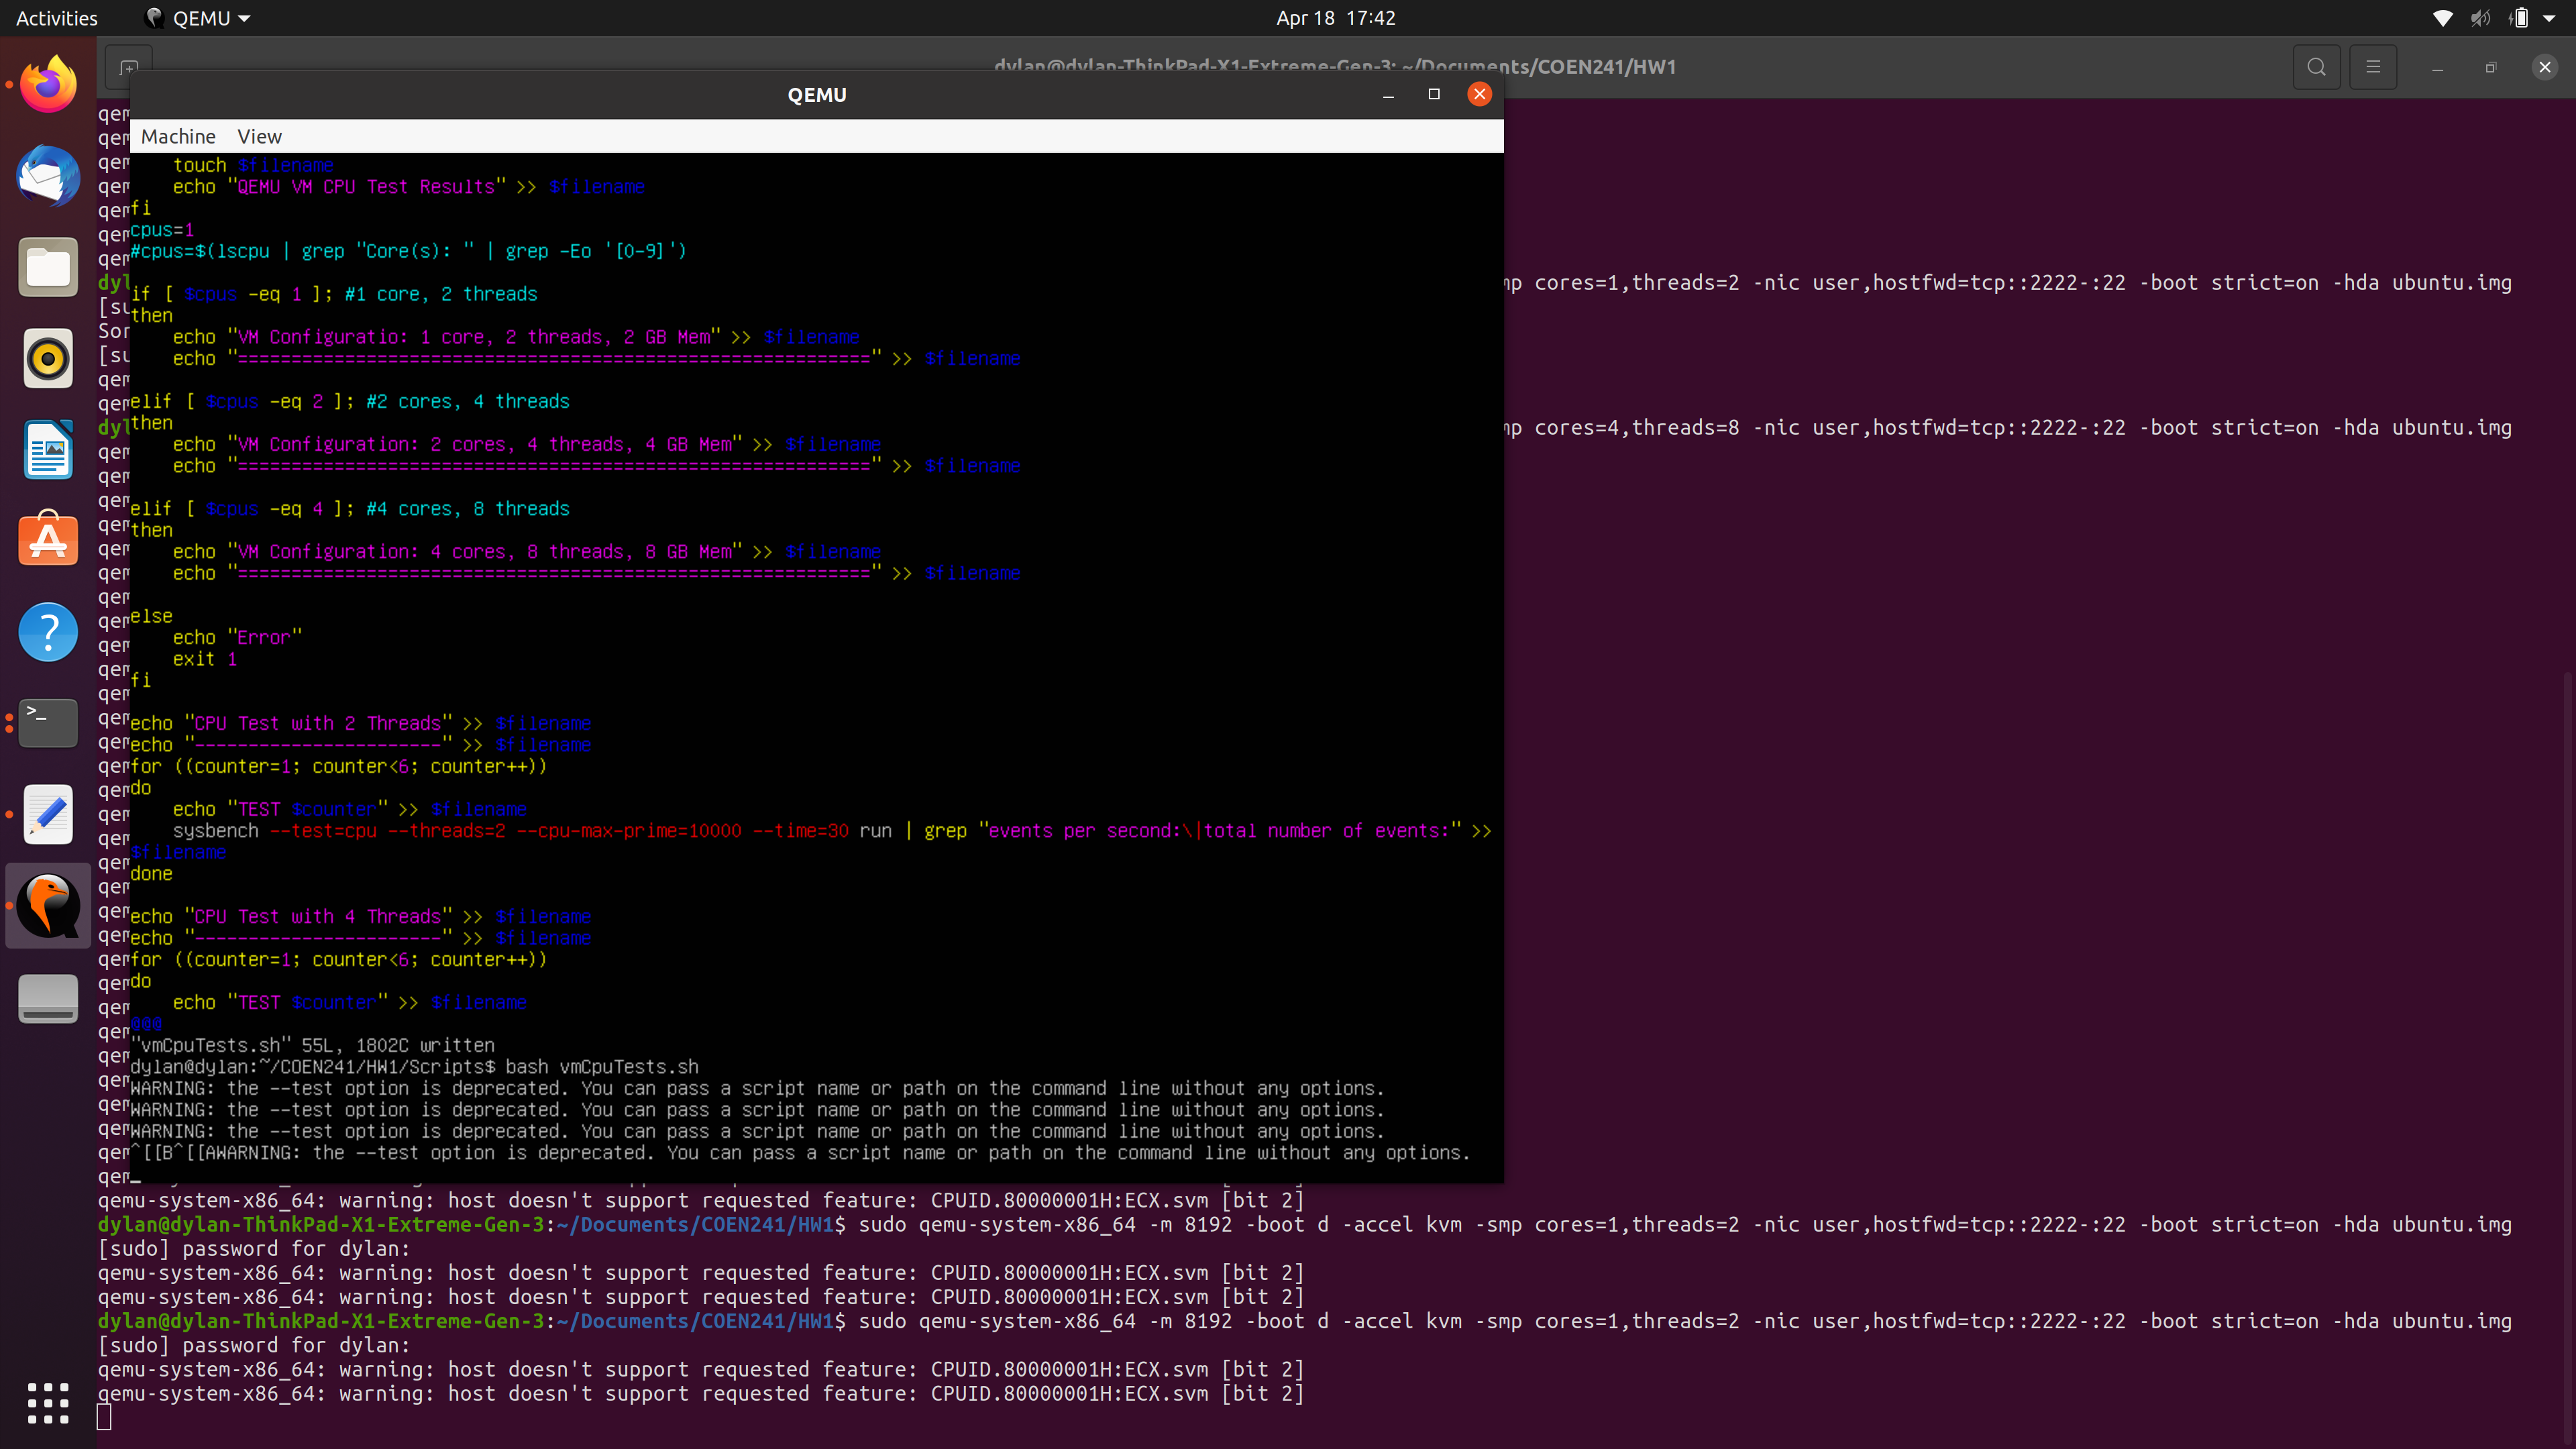 Activities
QEMU
Apr 18 17:42
dylan@dylan-ThinkPad-X1-Extreme-Gen-3: ~/Documents/COEN241/HW1
QEMU
Machine View
touch $filename
echo "QEMU VM CPU Test Results" >> $filename
fi
cpus=1
#cpus=$(lscpu | grep "Core(s): " | grep -Eo '[0-9]')
if [ $cpus -eq 1 ]; #1 core, 2 threads
then
echo "VM Configuratio: 1 core, 2 threads, 2 GB Mem" >> $filename
echo "===========================================================" >> $filename
elif [ $cpus -eq 2 ]; #2 cores, 4 threads
then
echo "VM Configuration: 2 cores, 4 threads, 4 GB Mem" >> $filename
echo "===========================================================" >> $filename
elif [ $cpus -eq 4 ]; #4 cores, 8 threads
then
echo "VM Configuration: 4 cores, 8 threads, 8 GB Mem" >> $filename
echo "===========================================================" >> $filename
else
echo "Error"
exit 1
fi
echo "CPU Test with 2 Threads" >> $filename
echo "-----------------------" >> $filename
for ((counter=1; counter<6; counter++))
do
echo "TEST $counter" >> $filename
sysbench --test=cpu --threads=2 --cpu-max-prime=10000 --time=30 run | grep "events per second:\|total number of events:" >>
$filename
done
echo "CPU Test with 4 Threads" >> $filename
echo "-----------------------" >> $filename
for ((counter=1; counter<6; counter++))
do
echo "TEST $counter" >> $filename
@@@
"vmCpuTests.sh" 55L, 1802C written
dylan@dylan:~/COEN241/HW1/Scripts$ bash vmCpuTests.sh
WARNING: the --test option is deprecated. You can pass a script name or path on the command line without any options.
WARNING: the --test option is deprecated. You can pass a script name or path on the command line without any options.
WARNING: the --test option is deprecated. You can pass a script name or path on the command line without any options.
^[[B^[[AWARNING: the --test option is deprecated. You can pass a script name or path on the command line without any options.
cores=1,threads=2 -nic user,hostfwd=tcp::2222-:22 -boot strict=on -hda ubuntu.img
cores=4,threads=8 -nic user,hostfwd=tcp::2222-:22 -boot strict=on -hda ubuntu.img
qemu-system-x86_64: warning: host doesn't support requested feature: CPUID.80000001H:ECX.svm [bit 2]
dylan@dylan-ThinkPad-X1-Extreme-Gen-3:~/Documents/COEN241/HW1$ sudo qemu-system-x86_64 -m 8192 -boot d -accel kvm -smp cores=1,threads=2 -nic user,hostfwd=tcp::2222-:22 -boot strict=on -hda ubuntu.img
[sudo] password for dylan:
qemu-system-x86_64: warning: host doesn't support requested feature: CPUID.80000001H:ECX.svm [bit 2]
qemu-system-x86_64: warning: host doesn't support requested feature: CPUID.80000001H:ECX.svm [bit 2]
dylan@dylan-ThinkPad-X1-Extreme-Gen-3:~/Documents/COEN241/HW1$ sudo qemu-system-x86_64 -m 8192 -boot d -accel kvm -smp cores=1,threads=2 -nic user,hostfwd=tcp::2222-:22 -boot strict=on -hda ubuntu.img
[sudo] password for dylan:
qemu-system-x86_64: warning: host doesn't support requested feature: CPUID.80000001H:ECX.svm [bit 2]
qemu-system-x86_64: warning: host doesn't support requested feature: CPUID.80000001H:ECX.svm [bit 2]